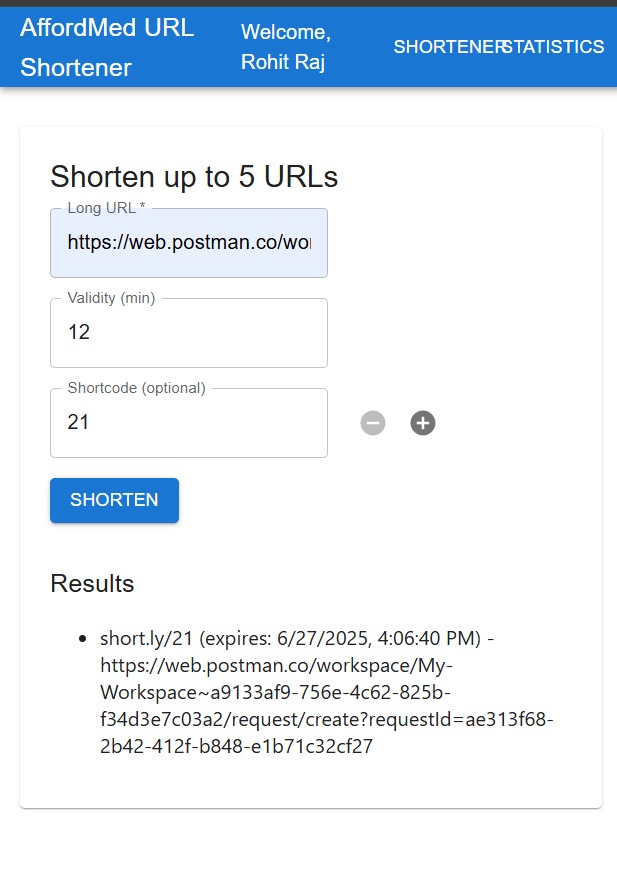 AffordMed URL
Shortener
Welcome,
Rohit Raj
SHORTENER
STATISTICS
Shorten up to 5 URLs
Long URL *
https://web.postman.co/wor
Validity (min)
12
Shortcode (optional)
21
SHORTEN
Results
short.ly/21 (expires: 6/27/2025, 4:06:40 PM) -
https://web.postman.co/workspace/My-
Workspace~a9133af9-756e-4c62-825b-
f34d3e7c03a2/request/create?requestId=ae313f68-
2b42-412f-b848-e1b71c32cf27